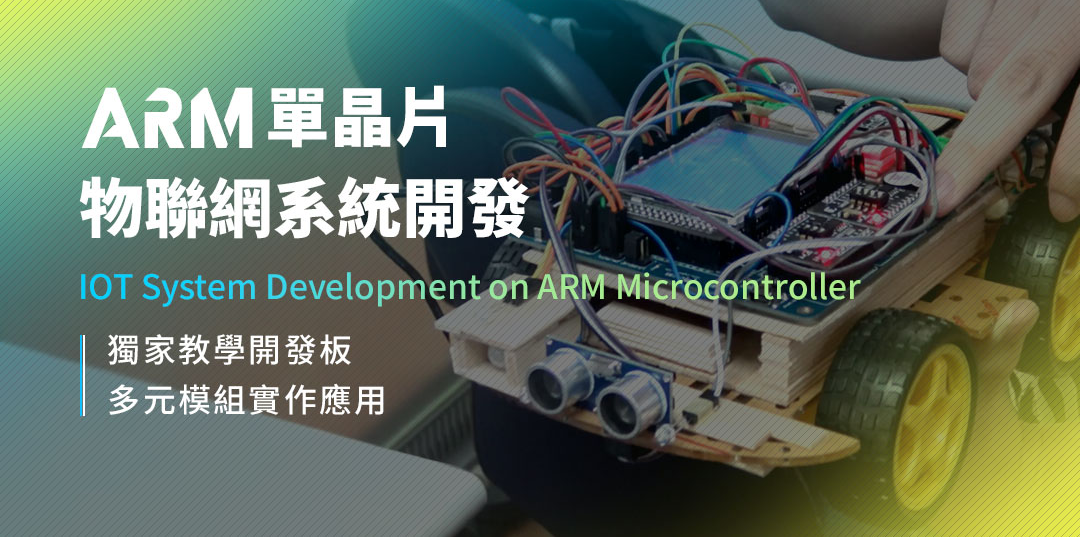 ARM單晶片
物聯網系統開發
IOT System Development on ARM Microcontroller
獨家教學開發板
多元模組實作應用